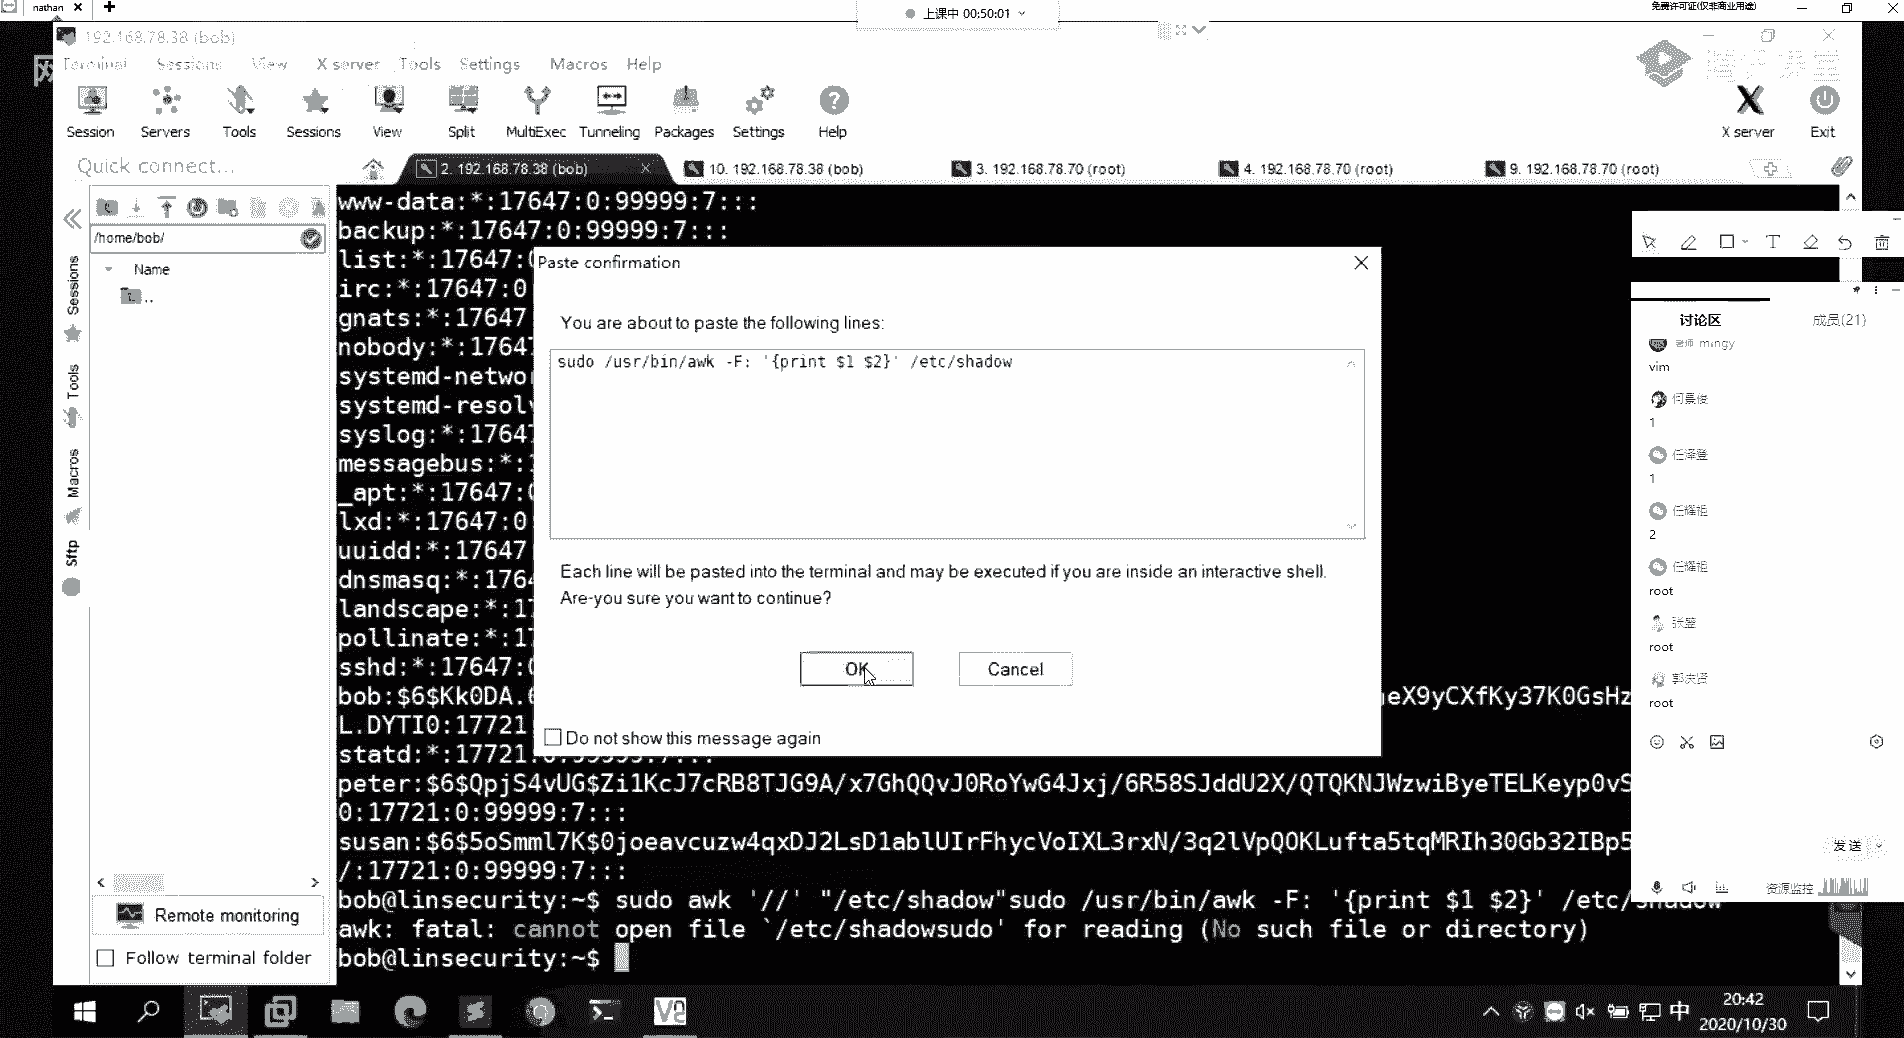 nathan
上课中 00:50:01
免费许可证(仅非商业用途)
192.168.78.38 (bob)
Terminal Sessions View X server Tools Settings Macros Help
Session Servers Tools Sessions View Split MultiExec Tunneling Packages Settings Help
X server Exit
Quick connect...
2. 192.168.78.38 (bob)
10. 192.168.78.38 (bob)
3. 192.168.78.70 (root)
4. 192.168.78.70 (root)
9. 192.168.78.70 (root)
/home/bob/
Name
..
Sessions
Tools
Macros
Sftp
Remote monitoring
Follow terminal folder
www-data:*:17647:0:99999:7:::
backup:*:17647:0:99999:7:::
list:*:17647:
irc:*:17647:0
gnats:*:17647
nobody:*:1764
systemd-networ
systemd-resol
syslog:*:1764
messagebus:*:
_apt:*:17647:
lxd:*:17647:0
uuidd:*:17647
dnsmasq:*:1764
landscape:*:1
pollinate:*:1
sshd:*:17647:
bob:$6$Kk0DA. eX9yCXfKy37K0GsHz
L.DYTI0:17721
statd:*:17721:0:99999:7:::
peter:$6$QpjS4vUG$Zi1KcJ7cRB8TJG9A/x7GhQQvJ0RoYwG4Jxj/6R58SJddU2X/QTQKNJWzwiByeTELKeyp0vS
0:17721:0:99999:7:::
susan:$6$5oSmml7K$0joeavcuzw4qxDJ2LsD1ablUIrFhycVoIXL3rxN/3q2lVpQOKLufta5tqMRIh30Gb32IBp5
/:17721:0:99999:7:::
bob@linsecurity:~$ sudo awk '//' "/etc/shadow"sudo /usr/bin/awk -F: '{print $1 $2}' /etc/shadow
awk: fatal: cannot open file `/etc/shadowsudo' for reading (No such file or directory)
bob@linsecurity:~$
Paste confirmation
You are about to paste the following lines:
sudo /usr/bin/awk -F: '{print $1 $2}' /etc/shadow
Each line will be pasted into the terminal and may be executed if you are inside an interactive shell.
Are-you sure you want to continue?
OK
Cancel
Do not show this message again
讨论区
成员(21)
老师 mingy
vim
何景俊
1
任泽登
1
任耀祖
2
任耀祖
root
root
root
发送
资源监控
中
20:42
2020/10/30